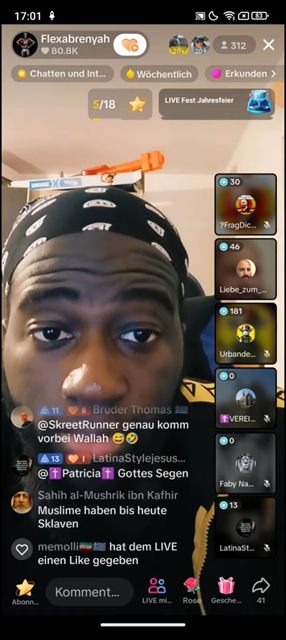 17:01
83
Flexabrenyah
80.8K
312
Chatten und Int...
Wöchentlich
Erkunden
5/18
LIVE Fest Jahresfeier
30
?FragDic...
46
Liebe_zum_...
181
Urbande...
0
✝️VEREI...
0
Faby Na...
13
LatinaSt...
11 Bruder Thomas 🇬🇷
@SkreetRunner genau komm
vorbei Wallah 😅🤣
13 LatinaStylejesus...
@✝️Patricia✝️ Gottes Segen
Sahih al-Mushrik ibn Kafhir
Muslime haben bis heute
Sklaven
memolli🇮🇷🇬🇷 hat dem LIVE
einen Like gegeben
Abonn...
Komment...
LIVE mi...
Rose
Gesche...
41